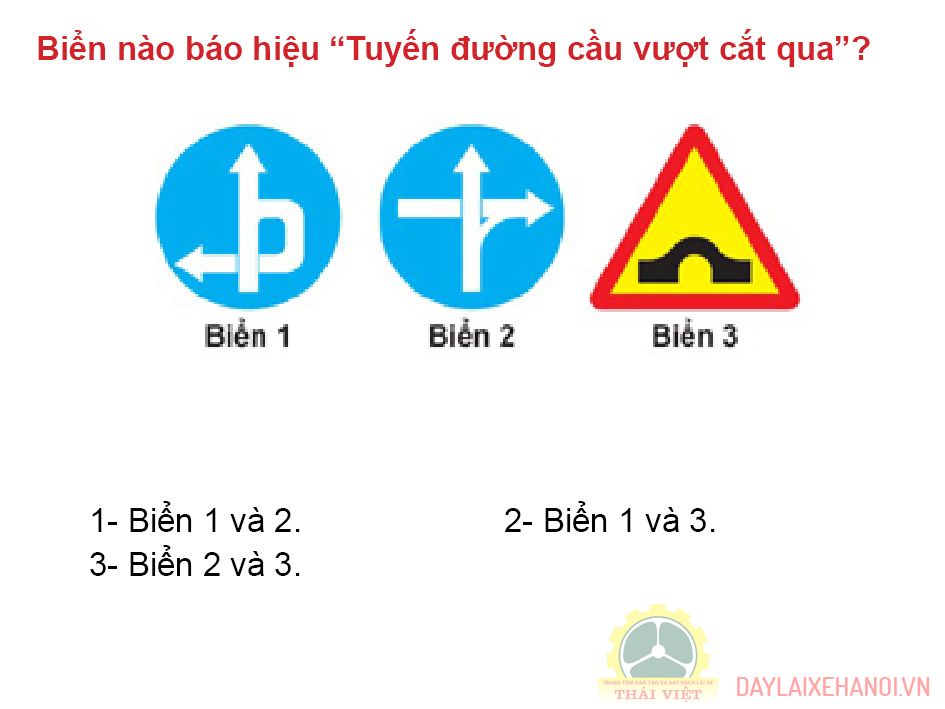 Biển nào báo hiệu “Tuyến đường cầu vượt cắt qua”?
Biển 1 Biển 2 Biển 3
1- Biển 1 và 2. 2- Biển 1 và 3.
3- Biển 2 và 3.
TRUNG TÂM ĐÀO TẠO VÀ SÁT HẠCH LÁI XE
THÁI VIỆT
DAYLAIXEHANOI.VN